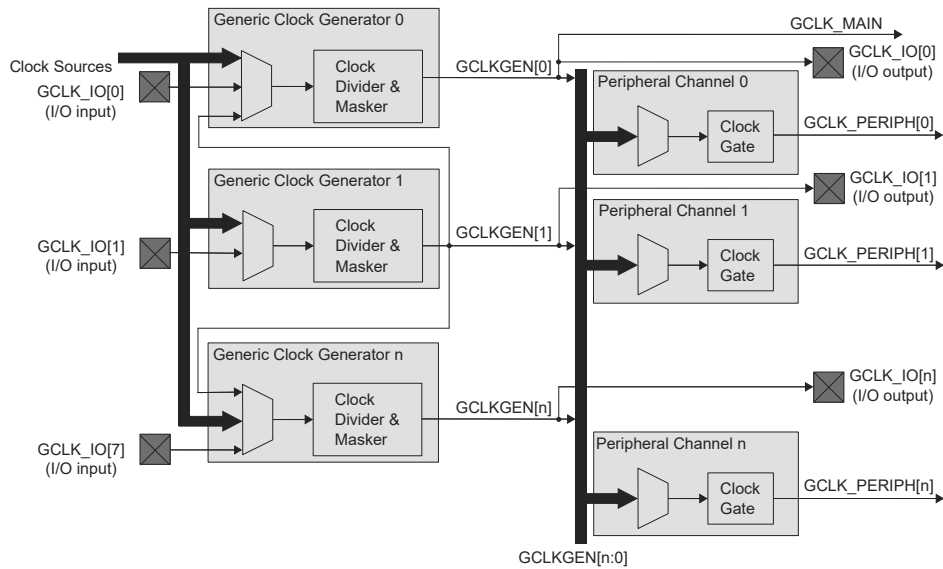 Generic Clock Generator 0
Clock Sources
GCLK_IO[0]
(I/O input)
Clock
Divider &
Masker
GCLKGEN[0]
GCLK_MAIN
GCLK_IO[0]
(I/O output)
Peripheral Channel 0
Clock
Gate
GCLK_PERIPH[0]
Generic Clock Generator 1
GCLK_IO[1]
(I/O input)
Clock
Divider &
Masker
GCLKGEN[1]
GCLK_IO[1]
(I/O output)
Peripheral Channel 1
Clock
Gate
GCLK_PERIPH[1]
Generic Clock Generator n
GCLK_IO[7]
(I/O input)
Clock
Divider &
Masker
GCLKGEN[n]
GCLK_IO[n]
(I/O output)
Peripheral Channel n
Clock
Gate
GCLK_PERIPH[n]
GCLKGEN[n:0]